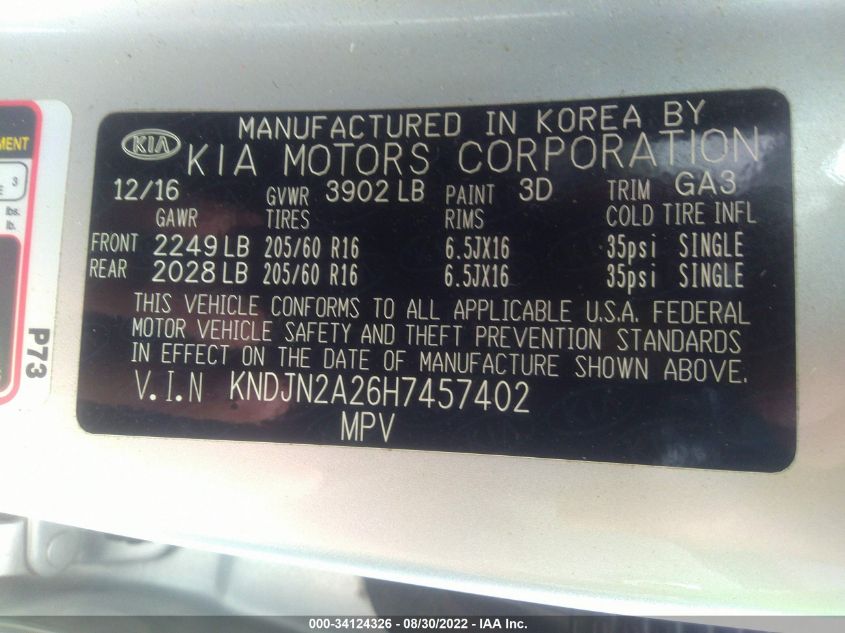 MENT
3
E
lbs.
lb.
P73
KIA
MANUFACTURED IN KOREA BY
KIA MOTORS CORPORATION
12/16 GVWR 3902 LB PAINT 3D TRIM GA3
GAWR TIRES RIMS COLD TIRE INFL
FRONT 2249 LB 205/60 R16 6.5JX16 35psi SINGLE
REAR 2028 LB 205/60 R16 6.5JX16 35psi SINGLE
THIS VEHICLE CONFORMS TO ALL APPLICABLE U.S.A. FEDERAL
MOTOR VEHICLE SAFETY AND THEFT PREVENTION STANDARDS
IN EFFECT ON THE DATE OF MANUFACTURE SHOWN ABOVE.
V.I.N KNDJN2A26H7457402
MPV
000-34124326 - 08/30/2022 - IAA Inc.